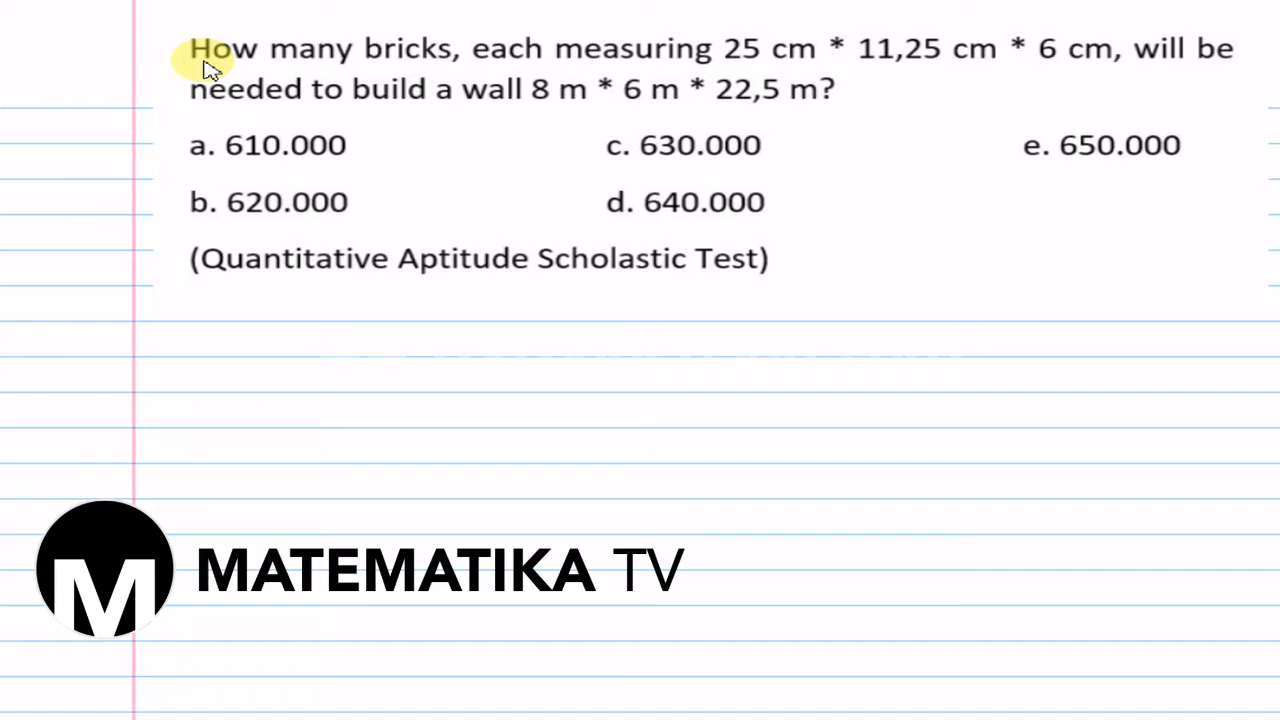 How many bricks, each measuring 25 cm * 11,25 cm * 6 cm, will be
needed to build a wall 8 m * 6 m * 22,5 m?
a. 610.000 c. 630.000 e. 650.000
b. 620.000 d. 640.000
(Quantitative Aptitude Scholastic Test)
M MATEMATIKA TV